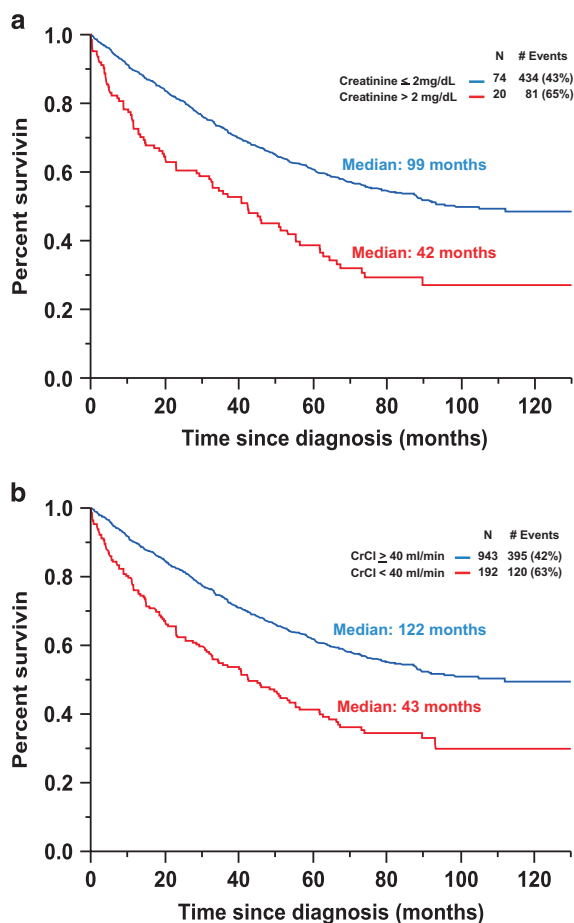 a
N # Events
Creatinine ≤ 2mg/dL 74 434 (43%)
Creatinine > 2 mg/dL 20 81 (65%)
1.0
0.8
0.6
0.4
0.2
0.0
Percent survivin
Median: 99 months
Median: 42 months
0 20 40 60 80 100 120
Time since diagnosis (months)
b
N # Events
CrCl ≥ 40 ml/min 943 395 (42%)
CrCl < 40 ml/min 192 120 (63%)
1.0
0.8
0.6
0.4
0.2
0.0
Percent survivin
Median: 122 months
Median: 43 months
0 20 40 60 80 100 120
Time since diagnosis (months)